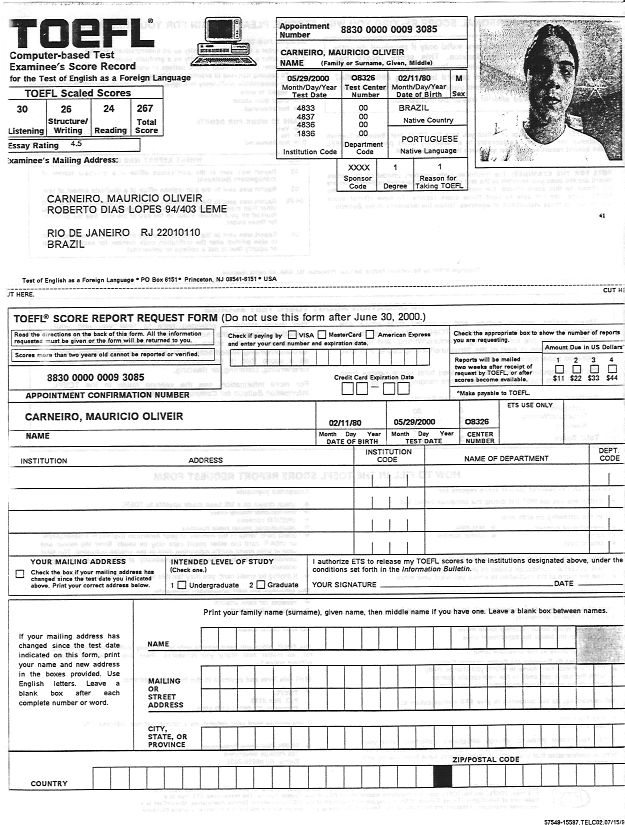 TOEFL®
Computer-based Test
Examinee's Score Record
for the Test of English as a Foreign Language
TOEFL Scaled Scores
30 26 24 267
Listening Structure/Writing Reading Total Score
Essay Rating 4.5
Examinee's Mailing Address:
CARNEIRO, MAURICIO OLIVEIR
ROBERTO DIAS LOPES 94/403 LEME
RIO DE JANEIRO RJ 22010110
BRAZIL
Appointment Number 8830 0000 0009 3085
CARNEIRO, MAURICIO OLIVEIR
NAME (Family or Surname, Given, Middle)
05/29/2000 O8326 02/11/80 M
Month/Day/Year Test Date Test Center Number Month/Day/Year Date of Birth Sex
4833 00 BRAZIL
4837 00 Native Country
4836 00
1836 00 PORTUGUESE
Institution Code Department Code Native Language
XXXX 1 1
Sponsor Code Degree Reason for Taking TOEFL
41
Test of English as a Foreign Language • PO Box 6151 • Princeton, NJ 08541-6151 • USA
UT HERE. CUT H
TOEFL® SCORE REPORT REQUEST FORM (Do not use this form after June 30, 2000.)
Read the directions on the back of this form. All the information
requested must be given or the form will be returned to you.
Scores more than two years old cannot be reported or verified.
8830 0000 0009 3085
APPOINTMENT CONFIRMATION NUMBER
Check if paying by VISA MasterCard American Express
and enter your card number and expiration date.
Credit Card Expiration Date
Check the appropriate box to show the number of reports
you are requesting.
Amount Due in US Dollars*
Reports will be mailed
two weeks after receipt of
request by TOEFL, or after
scores become available.
1 2 3 4
$11 $22 $33 $44
*Make payable to TOEFL.
CARNEIRO, MAURICIO OLIVEIR
NAME
02/11/80 05/29/2000 O8326
Month Day Year Month Day Year CENTER
DATE OF BIRTH TEST DATE NUMBER
ETS USE ONLY
INSTITUTION ADDRESS INSTITUTION CODE NAME OF DEPARTMENT DEPT. CODE
YOUR MAILING ADDRESS
Check the box if your mailing address has
changed since the test date you indicated
above. Print your correct address below.
INTENDED LEVEL OF STUDY
(Check one.)
1 Undergraduate 2 Graduate
I authorize ETS to release my TOEFL scores to the institutions designated above, under the
conditions set forth in the Information Bulletin.
YOUR SIGNATURE DATE
Print your family name (surname), given name, then middle name if you have one. Leave a blank box between names.
If your mailing address has
changed since the test date
indicated on this form, print
your name and new address
in the boxes provided. Use
English letters. Leave a
blank box after each
complete number or word.
NAME
MAILING
OR
STREET
ADDRESS
CITY,
STATE, OR
PROVINCE
ZIP/POSTAL CODE
COUNTRY